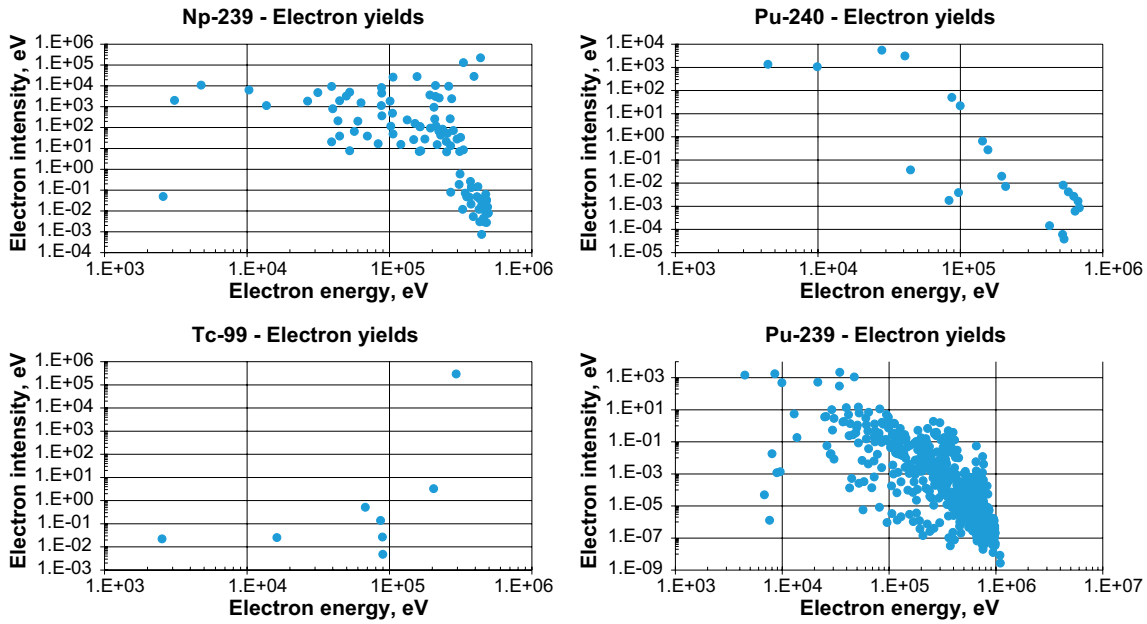 Np-239 - Electron yields
Electron intensity, eV
1.E+06
1.E+05
1.E+04
1.E+03
1.E+02
1.E+01
1.E+00
1.E-01
1.E-02
1.E-03
1.E-04
1.E+03 1.E+04 1.E+05 1.E+06
Electron energy, eV
Pu-240 - Electron yields
Electron intensity, eV
1.E+04
1.E+03
1.E+02
1.E+01
1.E+00
1.E-01
1.E-02
1.E-03
1.E-04
1.E-05
1.E+03 1.E+04 1.E+05 1.E+06
Electron energy, eV
Tc-99 - Electron yields
Electron intensity, eV
1.E+06
1.E+05
1.E+04
1.E+03
1.E+02
1.E+01
1.E+00
1.E-01
1.E-02
1.E-03
1.E+03 1.E+04 1.E+05 1.E+06
Electron energy, eV
Pu-239 - Electron yields
Electron intensity, eV
1.E+03
1.E+01
1.E-01
1.E-03
1.E-05
1.E-07
1.E-09
1.E+03 1.E+04 1.E+05 1.E+06 1.E+07
Electron energy, eV